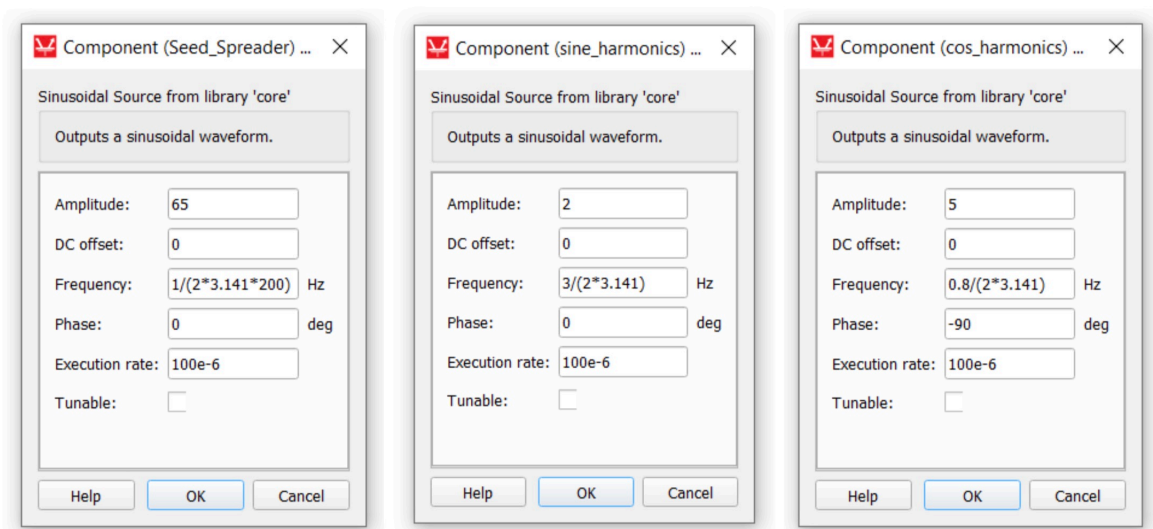 Component (Seed_Spreader) ...
Sinusoidal Source from library 'core'
Outputs a sinusoidal waveform.
Amplitude: 65
DC offset: 0
Frequency: 1/(2*3.141*200) Hz
Phase: 0 deg
Execution rate: 100e-6
Tunable:
Help OK Cancel
Component (sine_harmonics) ...
Sinusoidal Source from library 'core'
Outputs a sinusoidal waveform.
Amplitude: 2
DC offset: 0
Frequency: 3/(2*3.141) Hz
Phase: 0 deg
Execution rate: 100e-6
Tunable:
Help OK Cancel
Component (cos_harmonics) ...
Sinusoidal Source from library 'core'
Outputs a sinusoidal waveform.
Amplitude: 5
DC offset: 0
Frequency: 0.8/(2*3.141) Hz
Phase: -90 deg
Execution rate: 100e-6
Tunable:
Help OK Cancel